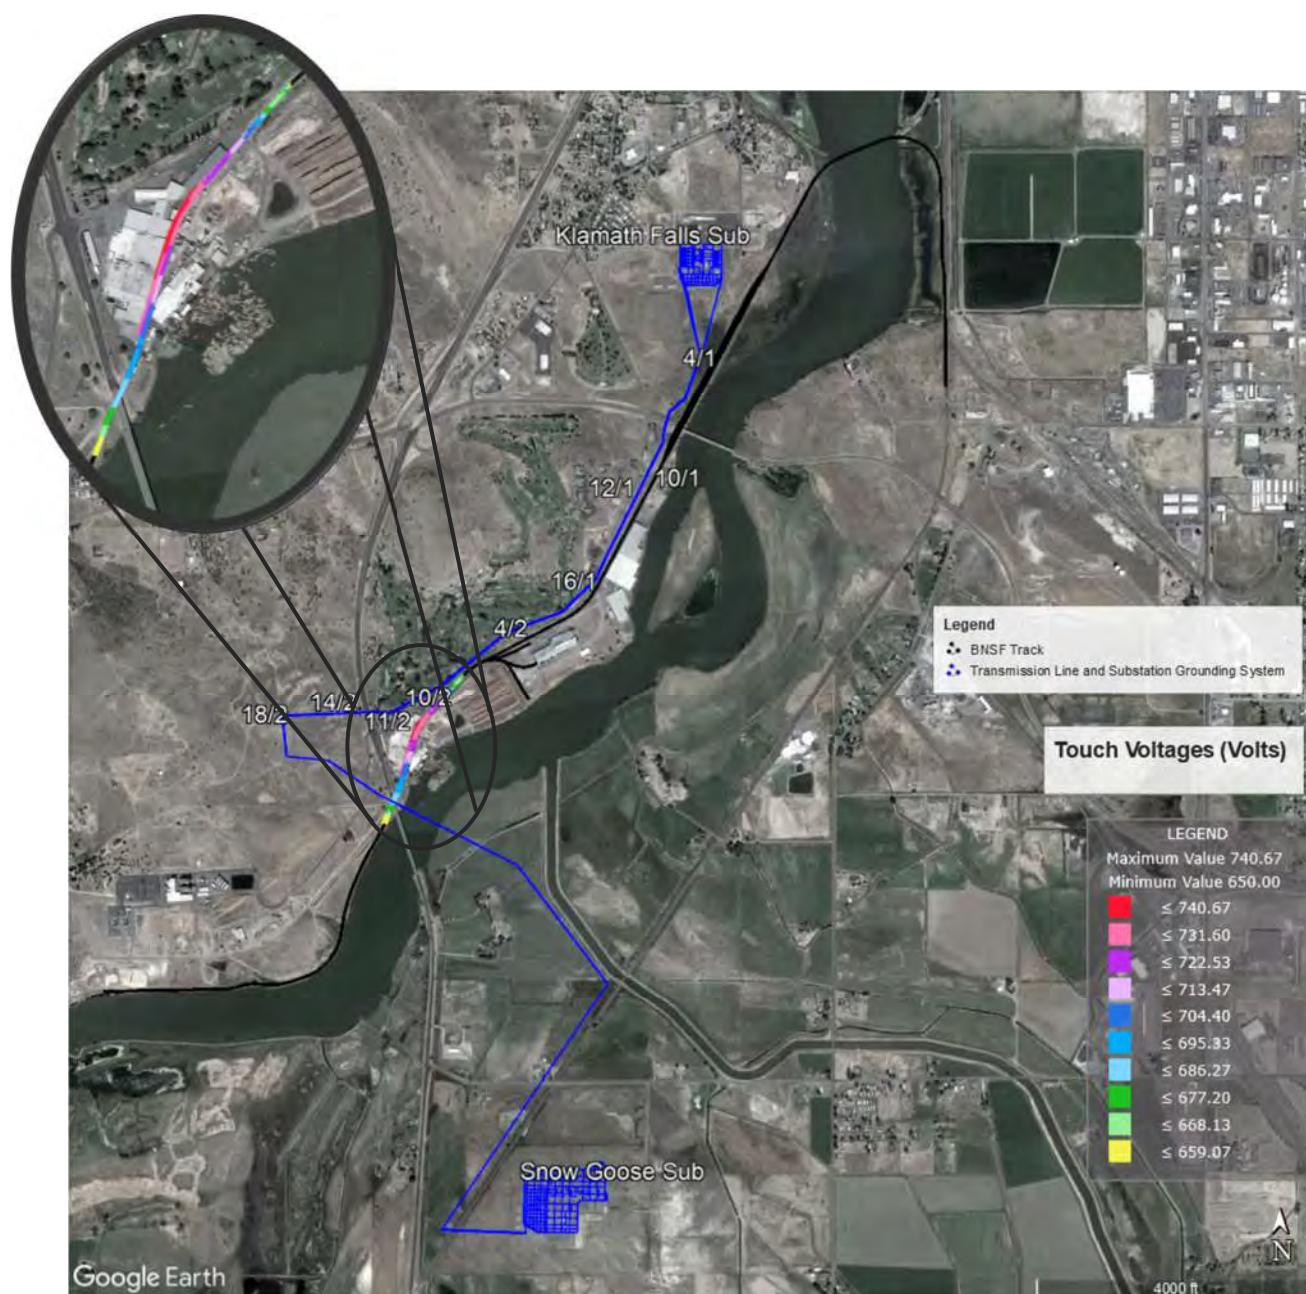 Klamath Falls Sub
4/1
12/1
10/1
16/1
4/2
10/2
14/2
18/2
11/2
Legend
BNSF Track
Transmission Line and Substation Grounding System
Touch Voltages (Volts)
LEGEND
Maximum Value 740.67
Minimum Value 650.00
≤ 740.67
≤ 731.60
≤ 722.53
≤ 713.47
≤ 704.40
≤ 695.33
≤ 686.27
≤ 677.20
≤ 668.13
≤ 659.07
Snow Goose Sub
N
Google Earth
4000 ft